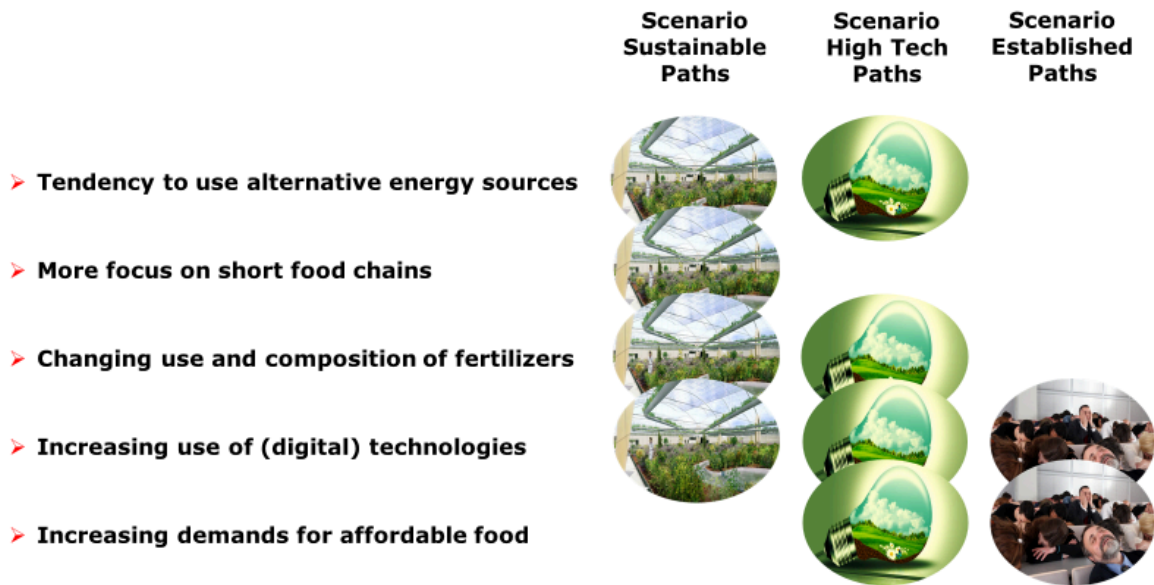 Scenario
Sustainable
Paths
Scenario
High Tech
Paths
Scenario
Established
Paths
Tendency to use alternative energy sources
More focus on short food chains
Changing use and composition of fertilizers
Increasing use of (digital) technologies
Increasing demands for affordable food